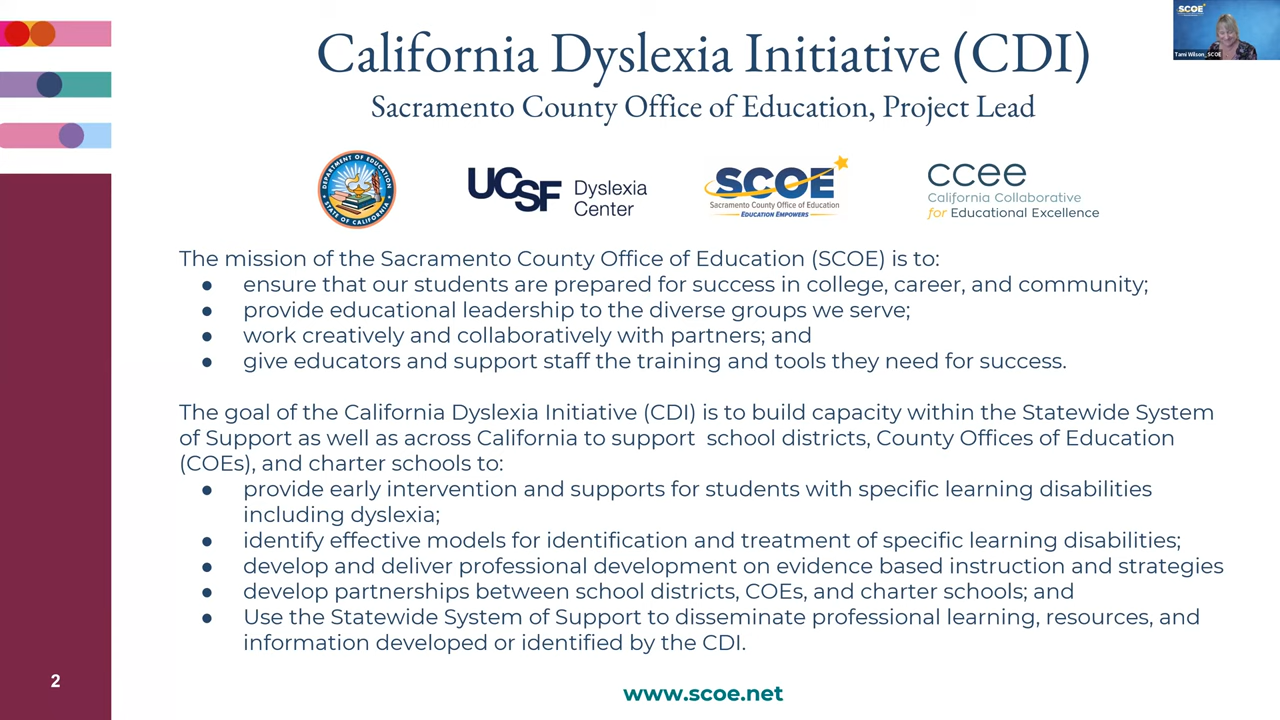 California Dyslexia Initiative (CDI)
SCOE
Tami Wilson_SCOE
Sacramento County Office of Education, Project Lead
DEPARTMENT OF EDUCATION
STATE OF CALIFORNIA
UCSF Dyslexia Center
SCOE
Sacramento County Office of Education
EDUCATION EMPOWERS
ccee
California Collaborative
for Educational Excellence
The mission of the Sacramento County Office of Education (SCOE) is to:
● ensure that our students are prepared for success in college, career, and community;
● provide educational leadership to the diverse groups we serve;
● work creatively and collaboratively with partners; and
● give educators and support staff the training and tools they need for success.
The goal of the California Dyslexia Initiative (CDI) is to build capacity within the Statewide System
of Support as well as across California to support  school districts, County Offices of Education
(COEs), and charter schools to:
● provide early intervention and supports for students with specific learning disabilities
including dyslexia;
● identify effective models for identification and treatment of specific learning disabilities;
● develop and deliver professional development on evidence based instruction and strategies
● develop partnerships between school districts, COEs, and charter schools; and
● Use the Statewide System of Support to disseminate professional learning, resources, and
information developed or identified by the CDI.
2
www.scoe.net